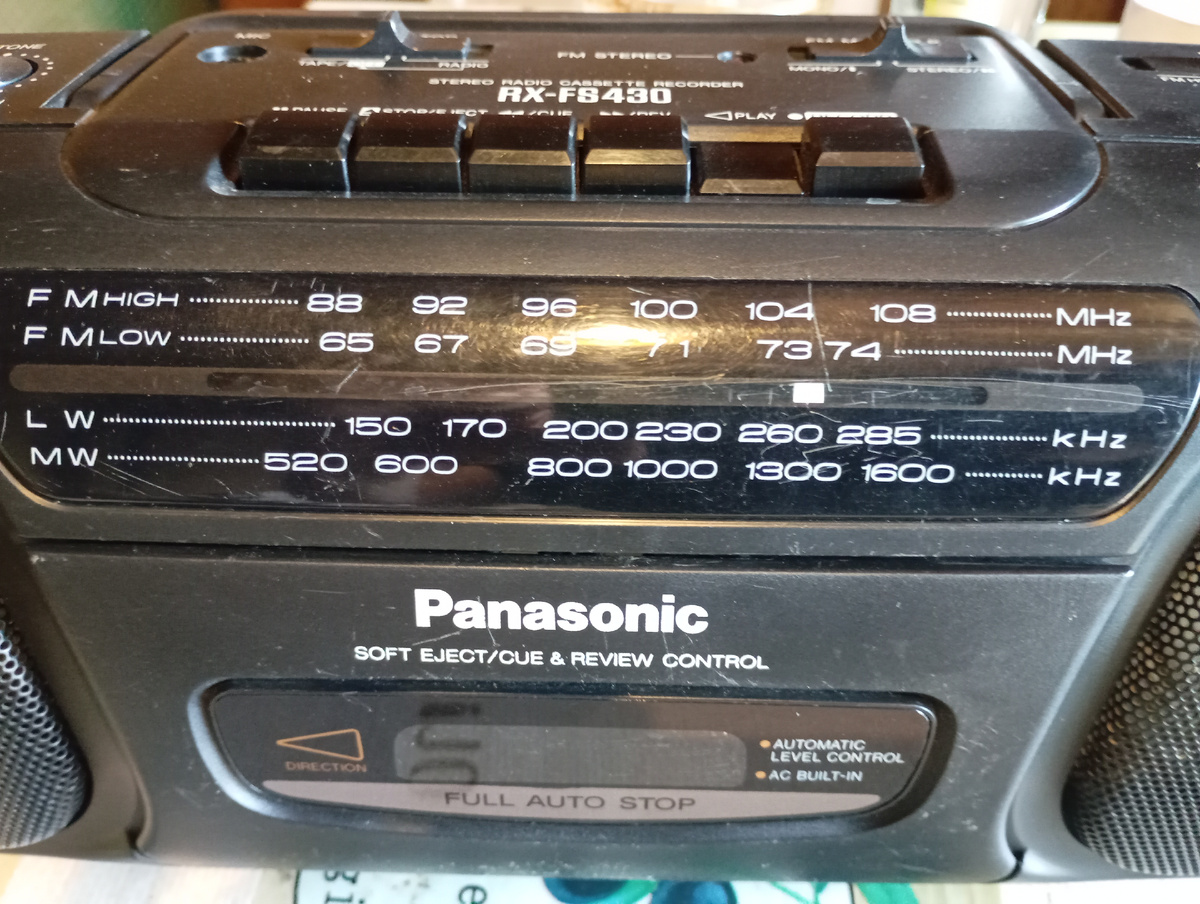 TONE
MIC
TAPE/
RADIO
FM STEREO
MONO/
STEREO/
FM
STEREO RADIO CASSETTE RECORDER
RX-FS430
PAUSE STOP/EJECT /CUE /REV PLAY
F M HIGH 88 92 96 100 104 108 MHz
F M LOW 65 67 69 71 73 74 MHz
L W 150 170 200 230 260 285 kHz
M W 520 600 800 1000 1300 1600 kHz
Panasonic
SOFT EJECT/CUE & REVIEW CONTROL
DIRECTION
AUTOMATIC
LEVEL CONTROL
AC BUILT-IN
FULL AUTO STOP